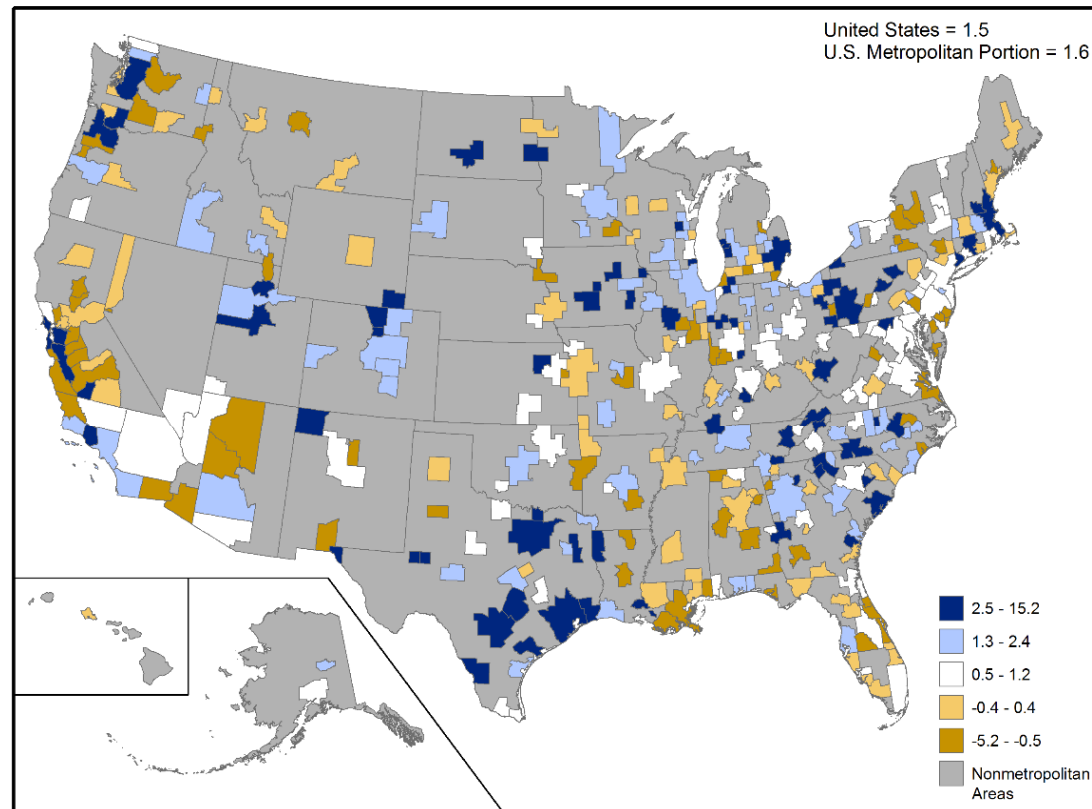 United States = 1.5
U.S. Metropolitan Portion = 1.6
2.5 - 15.2
1.3 - 2.4
0.5 - 1.2
-0.4 - 0.4
-5.2 - -0.5
Nonmetropolitan
Areas